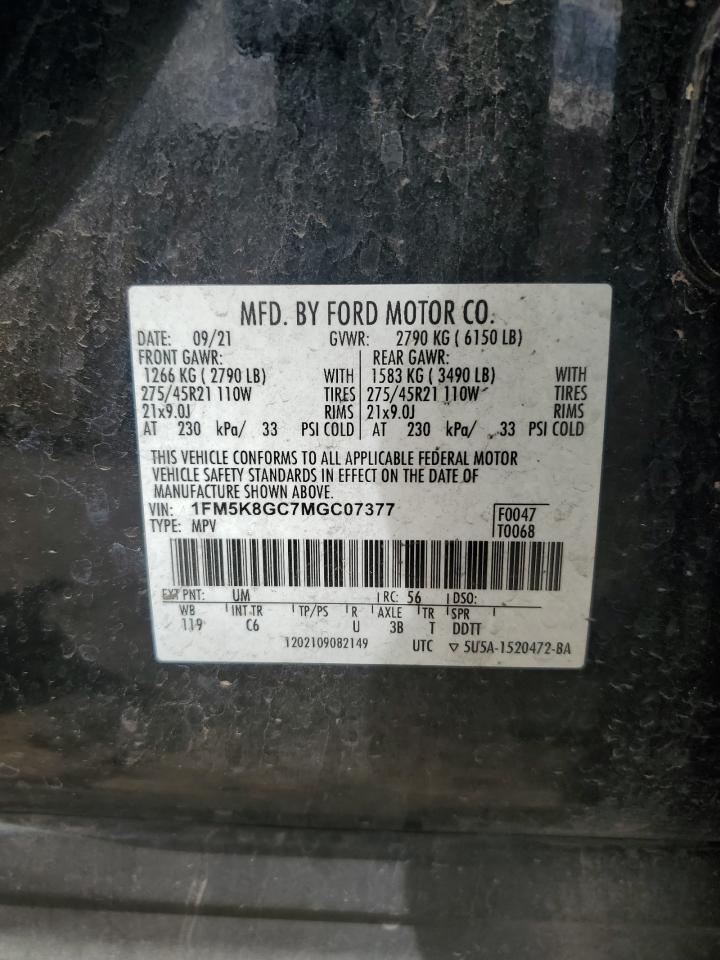 MFD. BY FORD MOTOR CO.
DATE: 09/21 GVWR: 2790 KG ( 6150 LB)
FRONT GAWR: REAR GAWR:
1266 KG ( 2790 LB) WITH 1583 KG ( 3490 LB) WITH
275/45R21 110W TIRES 275/45R21 110W TIRES
21x9.0J RIMS 21x9.0J RIMS
AT 230 kPa/ 33 PSI COLD AT 230 kPa/ 33 PSI COLD
THIS VEHICLE CONFORMS TO ALL APPLICABLE FEDERAL MOTOR
VEHICLE SAFETY STANDARDS IN EFFECT ON THE DATE OF
MANUFACTURE SHOWN ABOVE.
VIN: 1FM5K8GC7MGC07377 F0047
TYPE: MPV T0068
EXT PNT: UM RC: 56 DSO:
WB INT TR TP/PS R AXLE TR SPR
119 C6 U 3B T DDTT
1202109082149 UTC ▽ 5U5A-1520472-BA